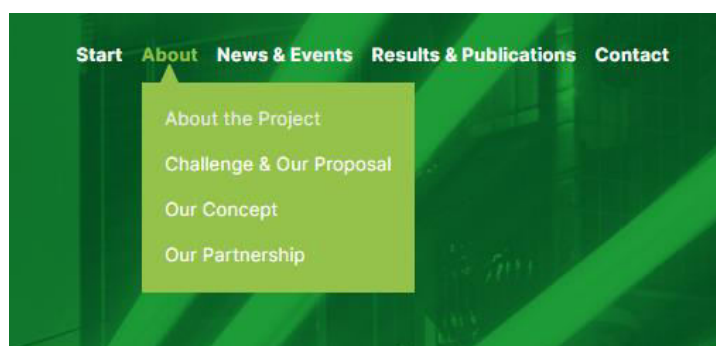 Start About News & Events Results & Publications Contact
About the Project
Challenge & Our Proposal
Our Concept
Our Partnership